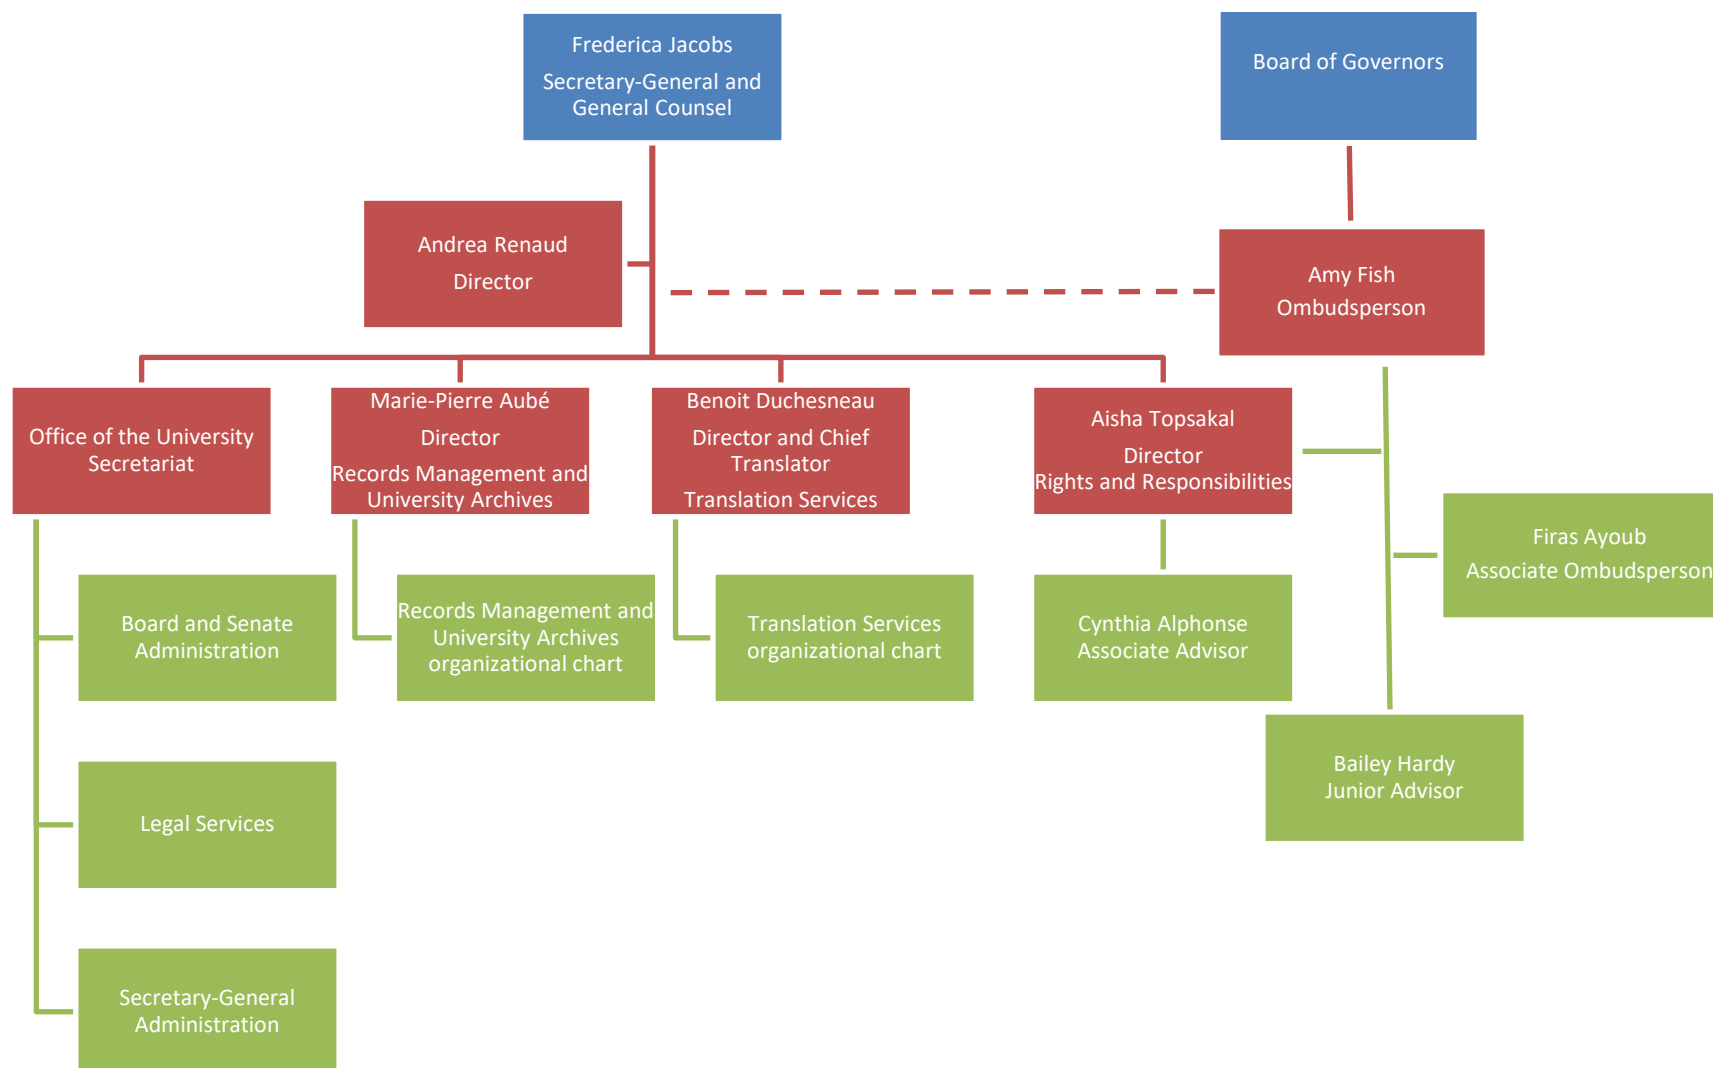 Frederica Jacobs
Secretary-General and
General Counsel
Board of Governors
Andrea Renaud
Director
Amy Fish
Ombudsperson
Office of the University
Secretariat
Marie-Pierre Aubé
Director
Records Management and
University Archives
Benoit Duchesneau
Director and Chief
Translator
Translation Services
Aisha Topsakal
Director
Rights and Responsibilities
Firas Ayoub
Associate Ombudsperson
Board and Senate
Administration
Records Management and
University Archives
organizational chart
Translation Services
organizational chart
Cynthia Alphonse
Associate Advisor
Bailey Hardy
Junior Advisor
Legal Services
Secretary-General
Administration